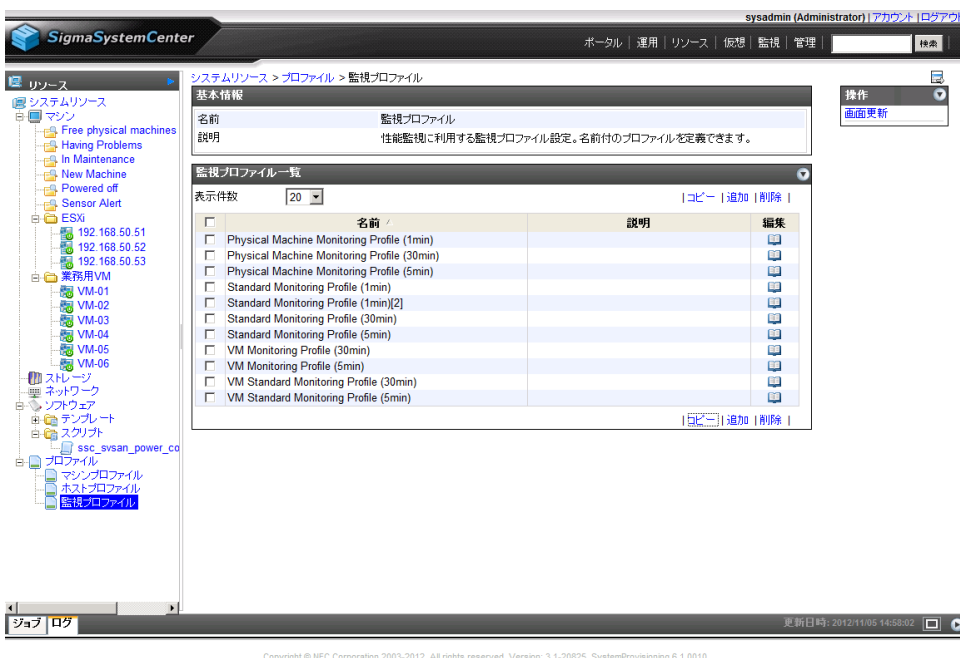 sysadmin (Administrator) | アカウント | ログアウト
SigmaSystemCenter
ポータル | 運用 | リソース | 仮想 | 監視 | 管理 | 検索
リソース
システムリソース
マシン
Free physical machines
Having Problems
In Maintenance
New Machine
Powered off
Sensor Alert
ESXi
192.168.50.51
192.168.50.52
192.168.50.53
業務用VM
VM-01
VM-02
VM-03
VM-04
VM-05
VM-06
ストレージ
ネットワーク
ソフトウェア
テンプレート
スクリプト
ssc_svsan_power_co
プロファイル
マシンプロファイル
ホストプロファイル
監視プロファイル
システムリソース > プロファイル > 監視プロファイル
基本情報
名前 監視プロファイル
説明 性能監視に利用する監視プロファイル設定。名前付のプロファイルを定義できます。
監視プロファイル一覧
表示件数 20 | コピー | 追加 | 削除 |
名前 説明 編集
Physical Machine Monitoring Profile (1min)
Physical Machine Monitoring Profile (30min)
Physical Machine Monitoring Profile (5min)
Standard Monitoring Profile (1min)
Standard Monitoring Profile (1min)[2]
Standard Monitoring Profile (30min)
Standard Monitoring Profile (5min)
VM Monitoring Profile (30min)
VM Monitoring Profile (5min)
VM Standard Monitoring Profile (30min)
VM Standard Monitoring Profile (5min)
| コピー | 追加 | 削除 |
操作
画面更新
ジョブ ログ
更新日時: 2012/11/05 14:58:02
Copyright © NEC Corporation 2003-2012. All rights reserved. Version: 3.1-20825, SystemProvisioning 6.1.0010